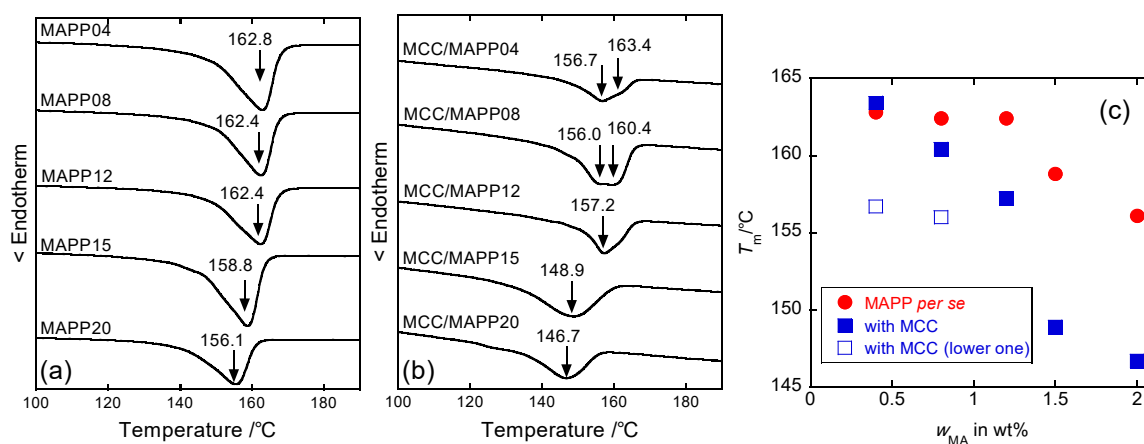 MAPP04
162.8
MAPP08
162.4
MAPP12
162.4
MAPP15
158.8
MAPP20
156.1
(a)
< Endotherm
100 120 140 160 180
Temperature /°C
MCC/MAPP04
156.7 163.4
MCC/MAPP08
156.0 160.4
MCC/MAPP12
157.2
MCC/MAPP15
148.9
MCC/MAPP20
146.7
(b)
< Endotherm
100 120 140 160 180
Temperature /°C
(c)
165
160
155
150
145
Tm/°C
MAPP per se
with MCC
with MCC (lower one)
0 0.5 1 1.5 2
wMA in wt%